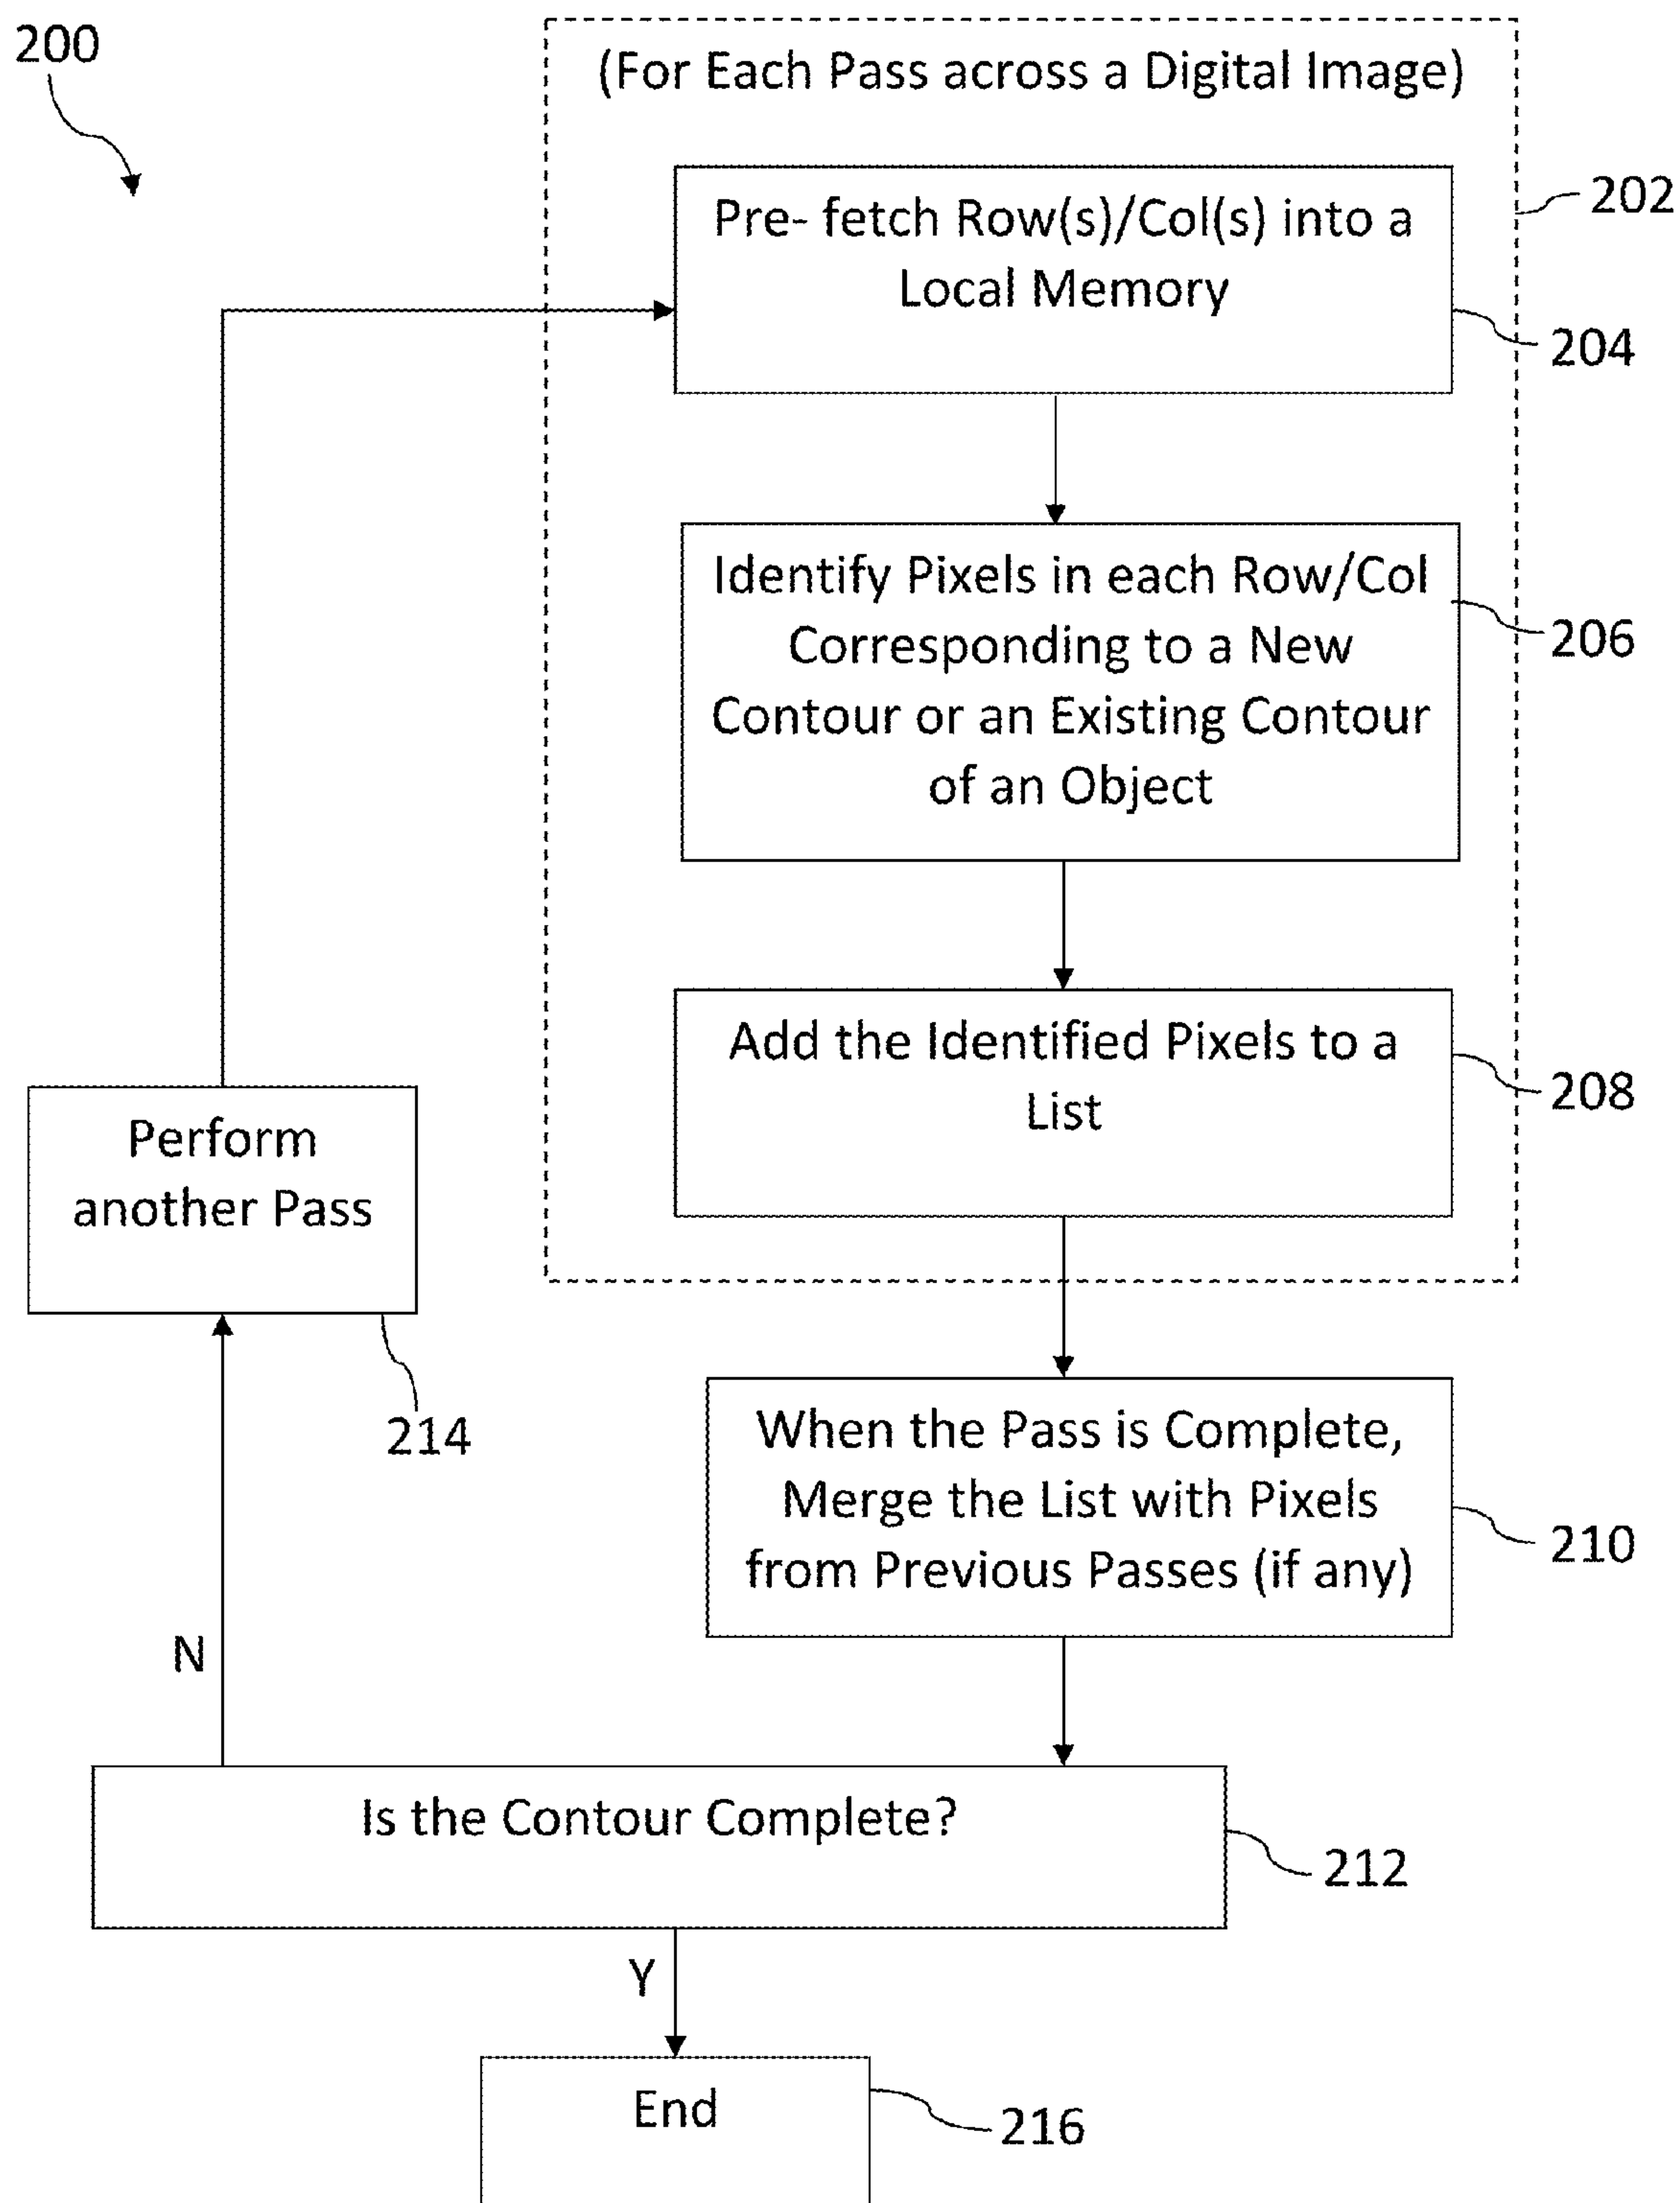 200
(For Each Pass across a Digital Image)
202
Pre- fetch Row(s)/Col(s) into a
Local Memory
204
Identify Pixels in each Row/Col
Corresponding to a New
Contour or an Existing Contour
of an Object
206
Add the Identified Pixels to a
List
208
Perform
another Pass
214
When the Pass is Complete,
Merge the List with Pixels
from Previous Passes (if any)
210
N
Is the Contour Complete?
212
Y
End
216